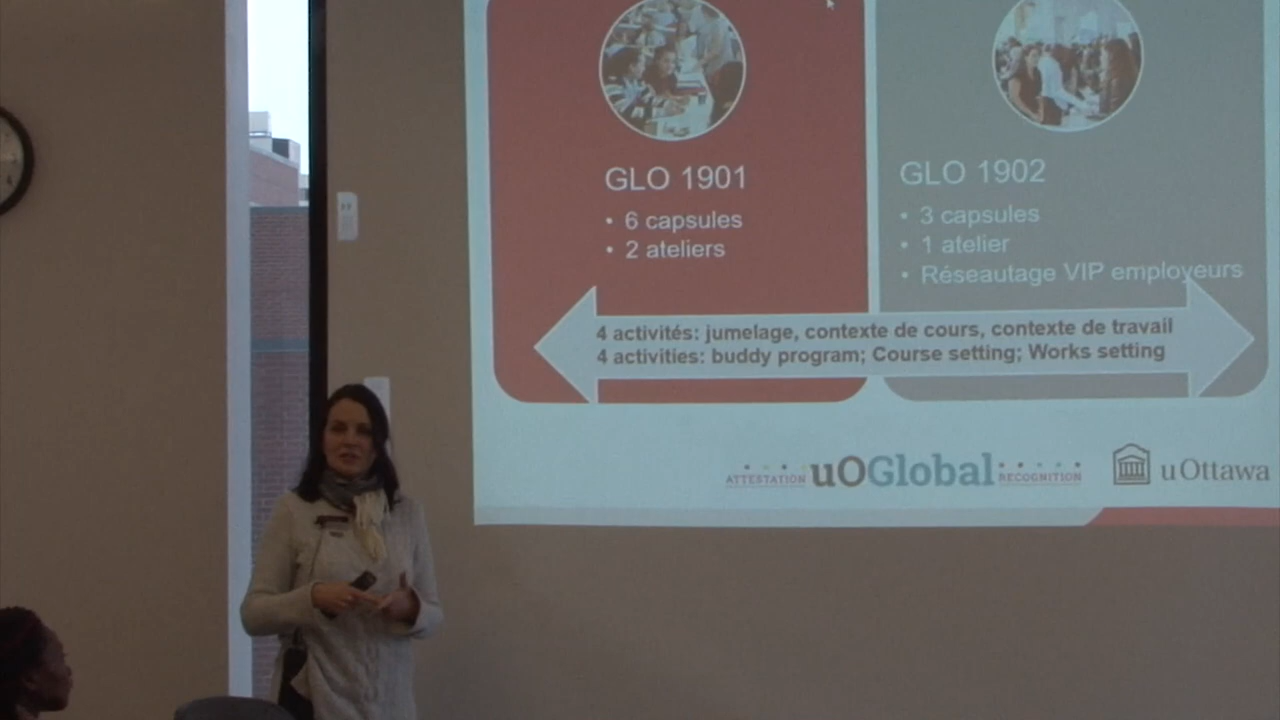 GLO 1901
• 6 capsules
• 2 ateliers
GLO 1902
• 3 capsules
• 1 atelier
• Réseautage VIP employeurs
4 activités: jumelage, contexte de cours, contexte de travail
4 activities: buddy program; Course setting; Works setting
ATTESTATION uOGlobal RECOGNITION
uOttawa